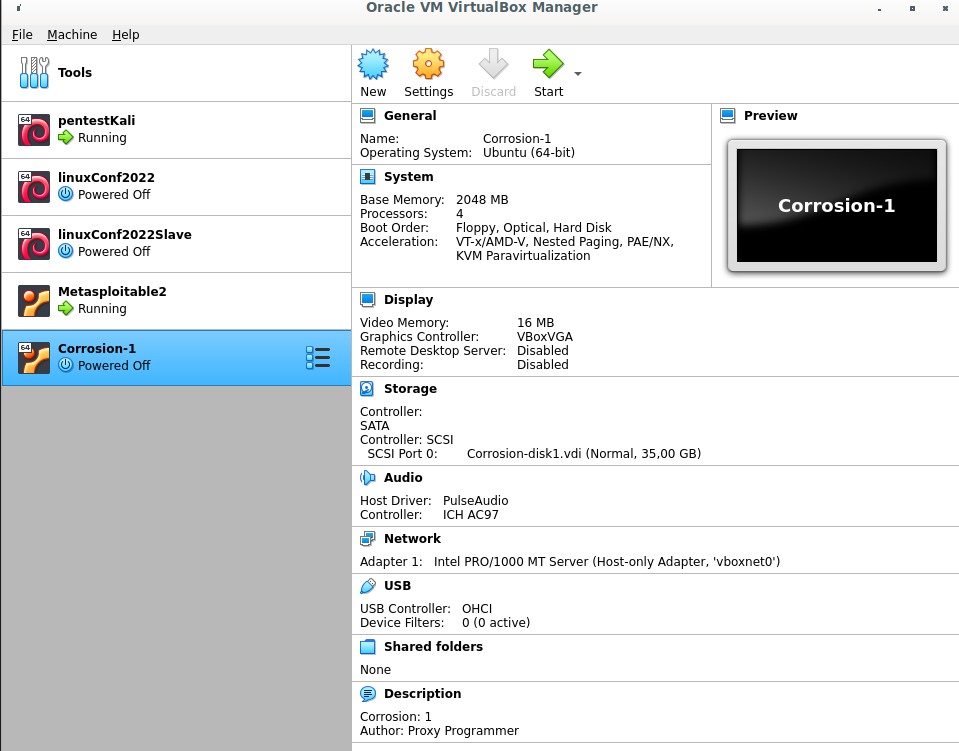 Oracle VM VirtualBox Manager
File Machine Help
Tools
64
pentestKali
Running
64
linuxConf2022
Powered Off
64
linuxConf2022Slave
Powered Off
Metasploitable2
Running
64
Corrosion-1
Powered Off
New Settings Discard Start
General
Name: Corrosion-1
Operating System: Ubuntu (64-bit)
Preview
Corrosion-1
System
Base Memory: 2048 MB
Processors: 4
Boot Order: Floppy, Optical, Hard Disk
Acceleration: VT-x/AMD-V, Nested Paging, PAE/NX,
KVM Paravirtualization
Display
Video Memory: 16 MB
Graphics Controller: VBoxVGA
Remote Desktop Server: Disabled
Recording: Disabled
Storage
Controller:
SATA
Controller: SCSI
SCSI Port 0: Corrosion-disk1.vdi (Normal, 35,00 GB)
Audio
Host Driver: PulseAudio
Controller: ICH AC97
Network
Adapter 1: Intel PRO/1000 MT Server (Host-only Adapter, 'vboxnet0')
USB
USB Controller: OHCI
Device Filters: 0 (0 active)
Shared folders
None
Description
Corrosion: 1
Author: Proxy Programmer